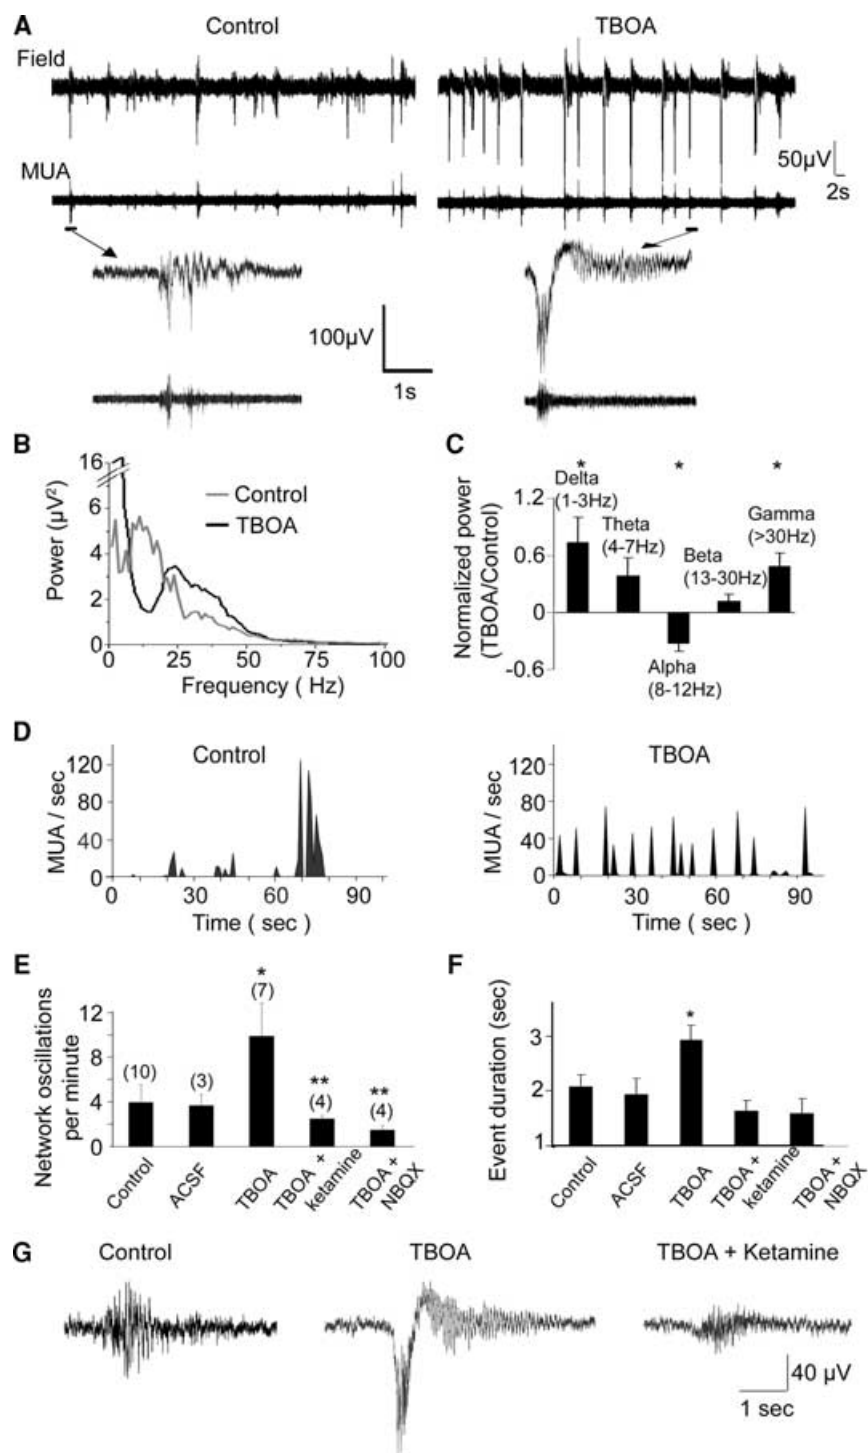 A
Control
TBOA
Field
MUA
50µV
2s
100µV
1s
B
Power (µV²)
16
6
4
2
0
Control
TBOA
0
25
50
75
100
Frequency ( Hz)
C
Normalized power
(TBOA/Control)
1.2
0.6
0
-0.6
*
*
*
Delta
(1-3Hz)
Theta
(4-7Hz)
Alpha
(8-12Hz)
Beta
(13-30Hz)
Gamma
(>30Hz)
D
Control
MUA / sec
120
80
40
0
0
30
60
90
Time ( sec)
TBOA
MUA / sec
120
80
40
0
0
30
60
90
Time ( sec)
E
Network oscillations
per minute
12
8
4
0
(10)
(3)
*
(7)
**
(4)
**
(4)
Control
ACSF
TBOA
TBOA +
ketamine
TBOA+
NBQX
F
Event duration (sec)
3
2
1
*
Control
ACSF
TBOA
TBOA+
ketamine
TBOA +
NBQX
G
Control
TBOA
TBOA + Ketamine
40 µV
1 sec